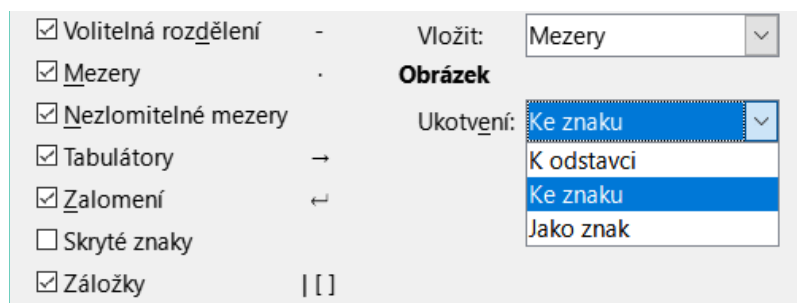 Volitelná rozdělení -
Vložit: Mezery
Mezery ·
Obrázek
Nezlomitelné mezery
Ukotvení: Ke znaku
Tabulátory →
K odstavci
Zalomení ↵
Ke znaku
Skryté znaky
Jako znak
Záložky |[]